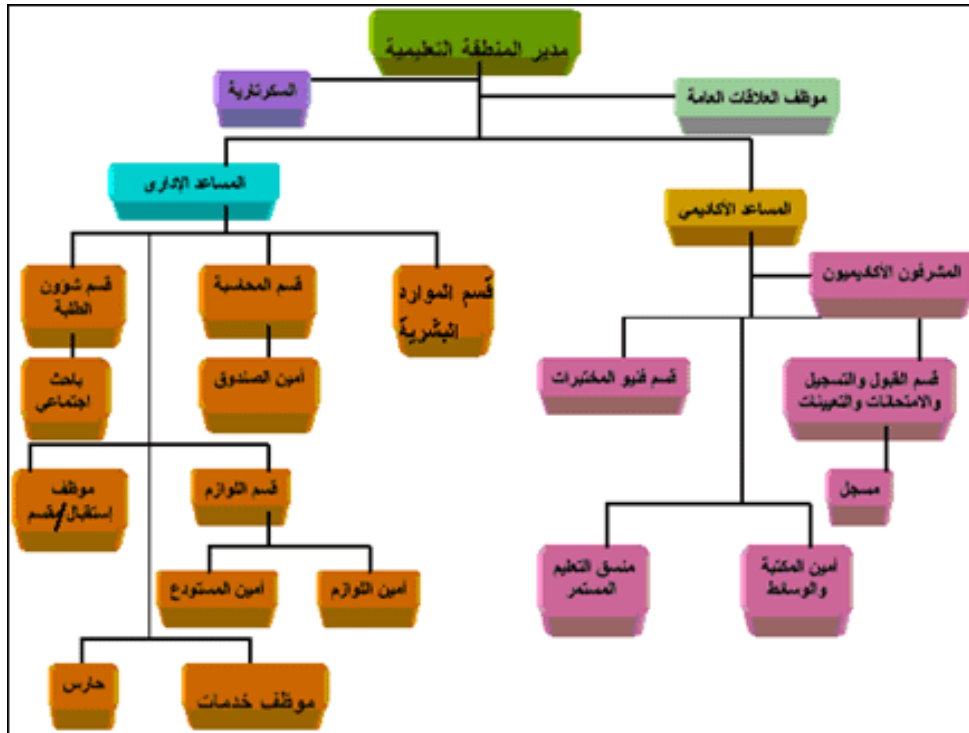 مدير المنطقة التعليمية
السكرتارية
موظف العلاقات العامة
المساعد الإدارى
المساعد الأكاديمي
المشرفون الأكاديميون
قسم شؤون
الطلبة
قسم المحاسبة
قسم الموارد
البشرية
باحث
اجتماعي
أمين الصندوق
قسم فنيو المختبرات
قسم القبول والتسجيل
والامتحانات والتعيينات
مسجل
موظف
إستقبال/مقسم
قسم اللوازم
أمين المستودع
أمين اللوازم
منسق التعليم
المستمر
أمين المكتبة
والوسائط
حارس
موظف خدمات